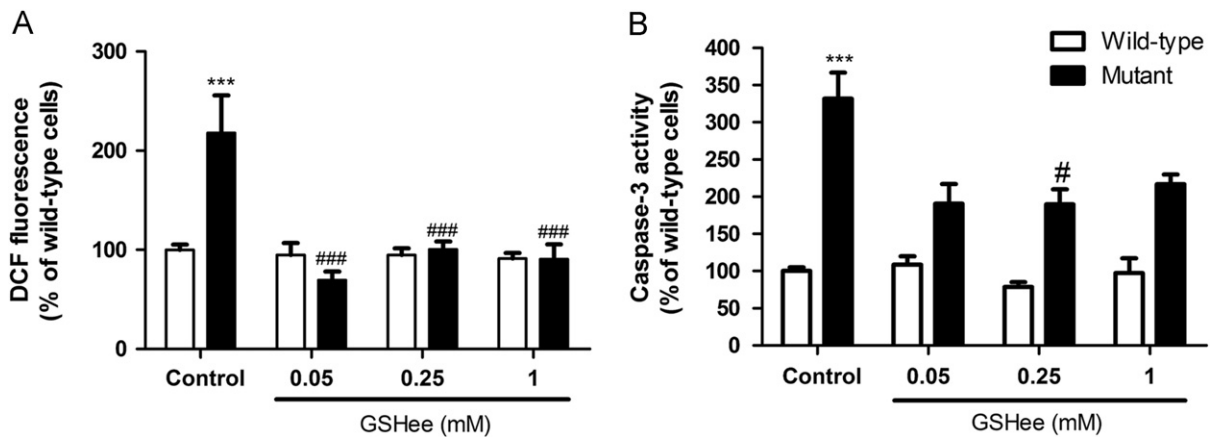 A
DCF fluorescence
(% of wild-type cells)
300
200
100
0
***
###
###
###
Control
0.05
0.25
1
GSHee (mM)
B
Wild-type
Mutant
Caspase-3 activity
(%of wild-type cells)
400
350
300
250
200
150
100
50
0
***
#
Control
0.05
0.25
1
GSHee (mM)